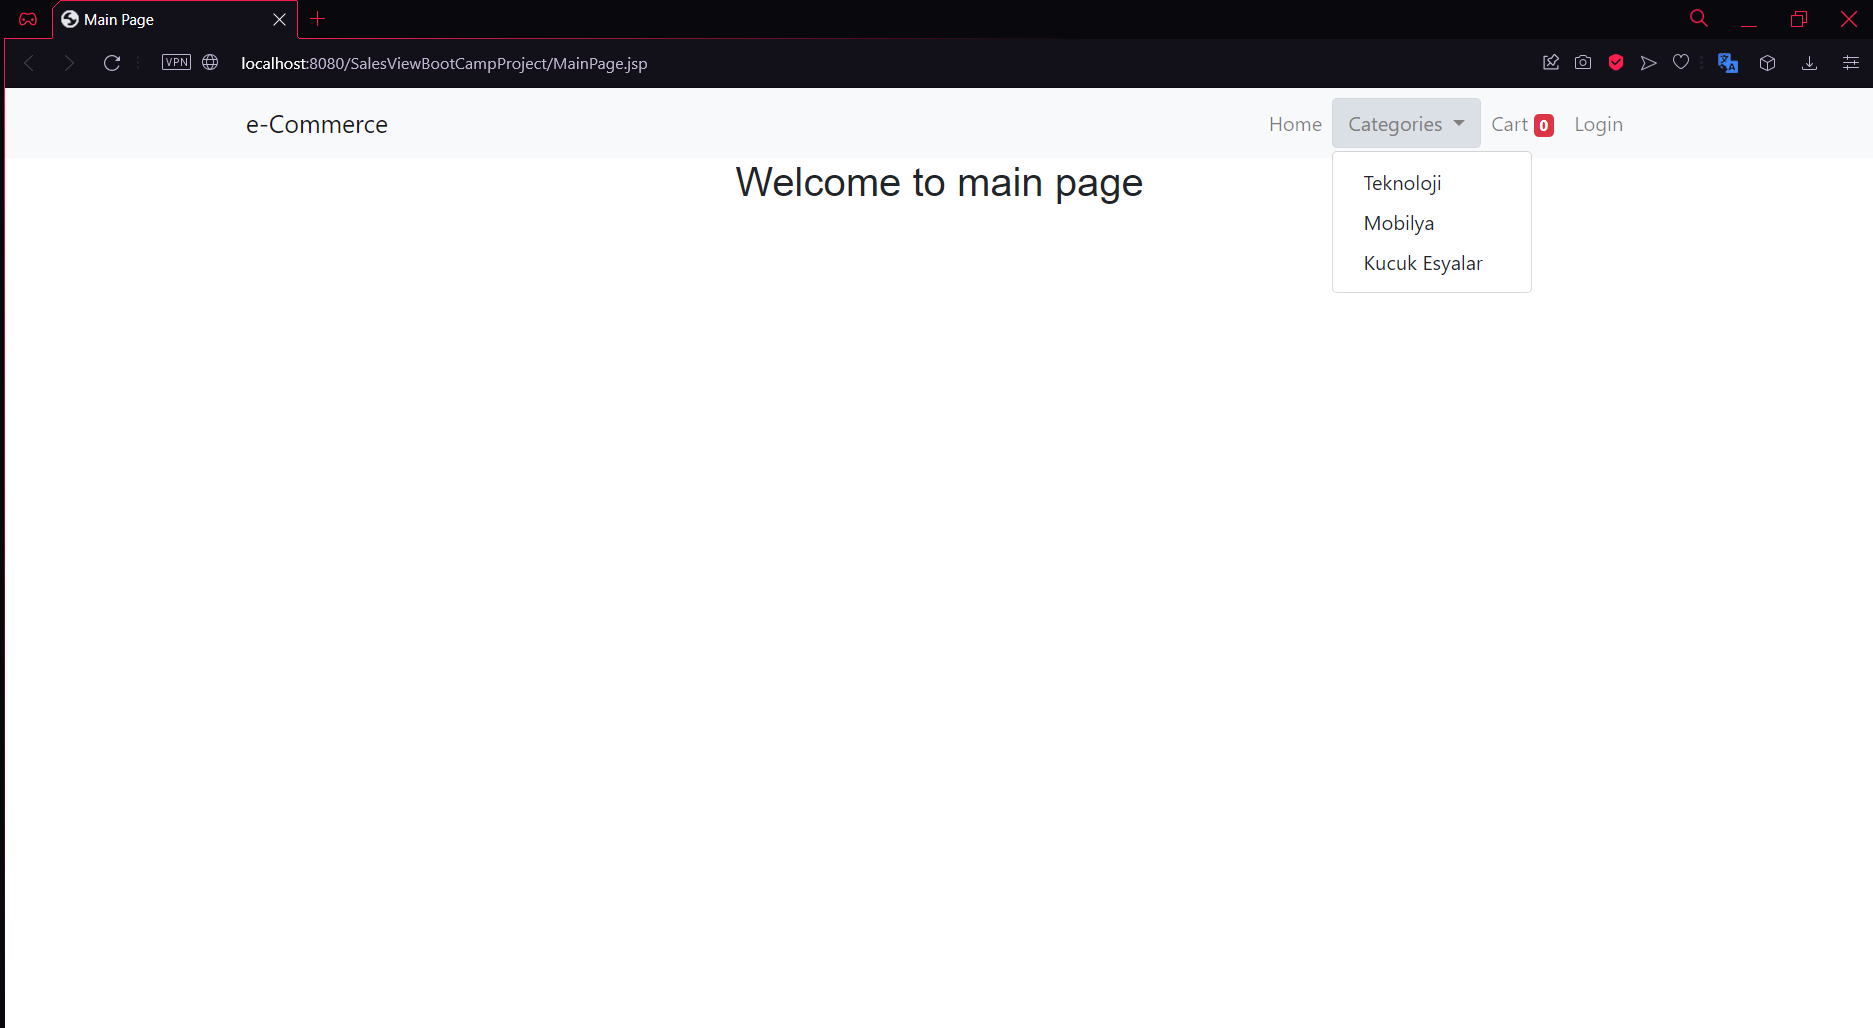 Main Page
VPN
localhost:8080/SalesViewBootCampProject/MainPage.jsp
e-Commerce Home Categories Cart 0 Login
Welcome to main page
Teknoloji
Mobilya
Kucuk Esyalar